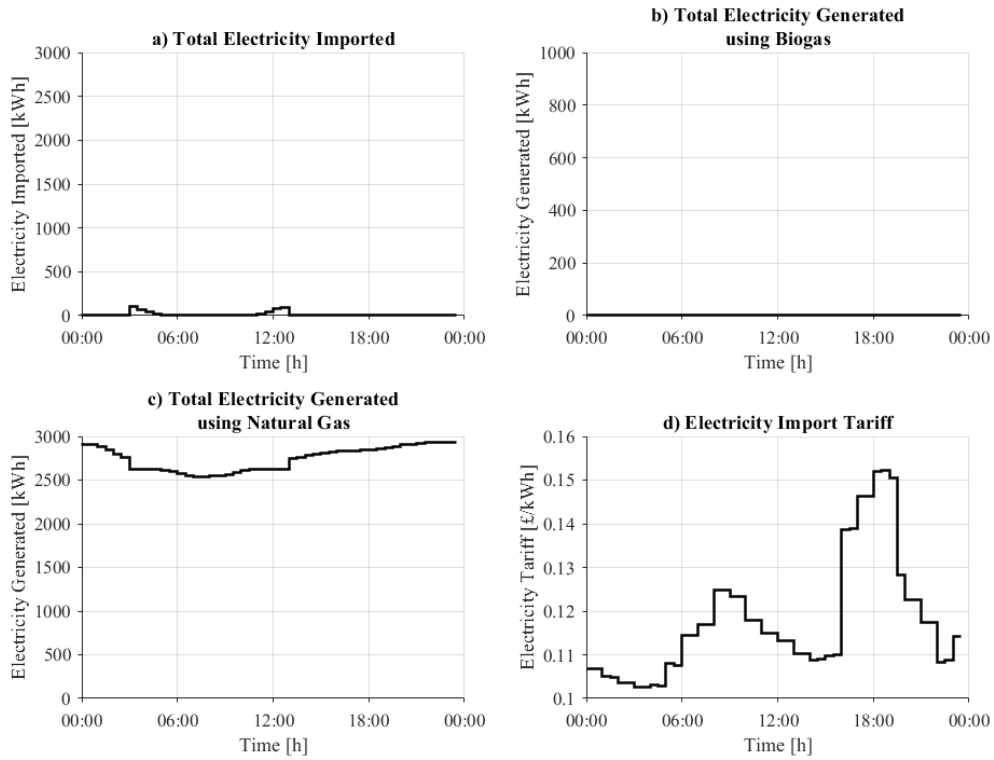 a) Total Electricity Imported
3000
2500
2000
1500
1000
500
0
Electricity Imported [kWh]
00:00 06:00 12:00 18:00 00:00
Time [h]
b) Total Electricity Generated
using Biogas
1000
800
600
400
200
0
Electricity Generated [kWh]
00:00 06:00 12:00 18:00 00:00
Time [h]
c) Total Electricity Generated
using Natural Gas
3000
2500
2000
1500
1000
500
0
Electricity Generated [kWh]
00:00 06:00 12:00 18:00 00:00
Time [h]
d) Electricity Import Tariff
0.16
0.15
0.14
0.13
0.12
0.11
0.1
Electricity Tariff [£/kWh]
00:00 06:00 12:00 18:00 00:00
Time [h]